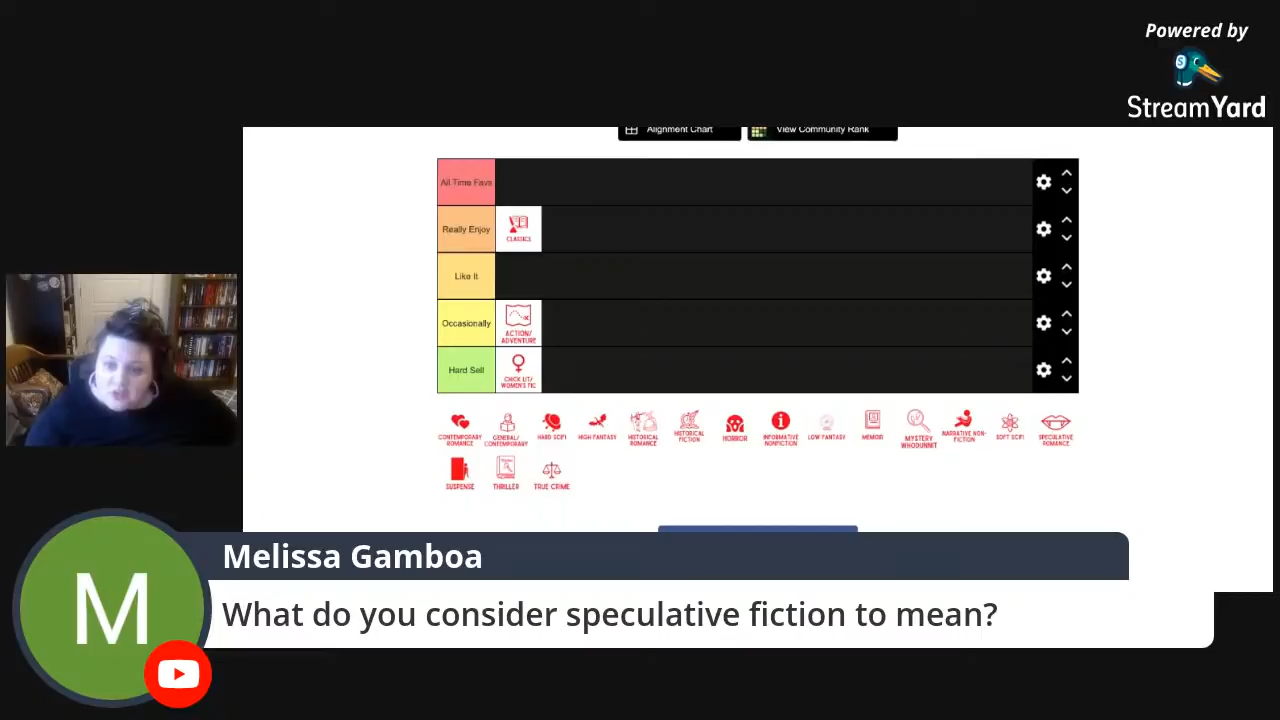 Powered by
StreamYard
Alignment Chart
View Community Rank
All Time Favs
Really Enjoy
CLASSICS
Like It
Occasionally
ACTION/
ADVENTURE
Hard Sell
CHICK LIT/
WOMEN'S FIC
CONTEMPORARY
ROMANCE
GENERAL/
CONTEMPORARY
HARD SCIFI
HIGH FANTASY
HISTORICAL
ROMANCE
HISTORICAL
FICTION
HORROR
INFORMATIVE
NONFICTION
LOW FANTASY
MEMOIR
MYSTERY
WHODUNNIT
NARRATIVE NON-
FICTION
SOFT SCIFI
SPECULATIVE
ROMANCE
SUSPENSE
THRILLER
TRUE CRIME
M
Melissa Gamboa
What do you consider speculative fiction to mean?